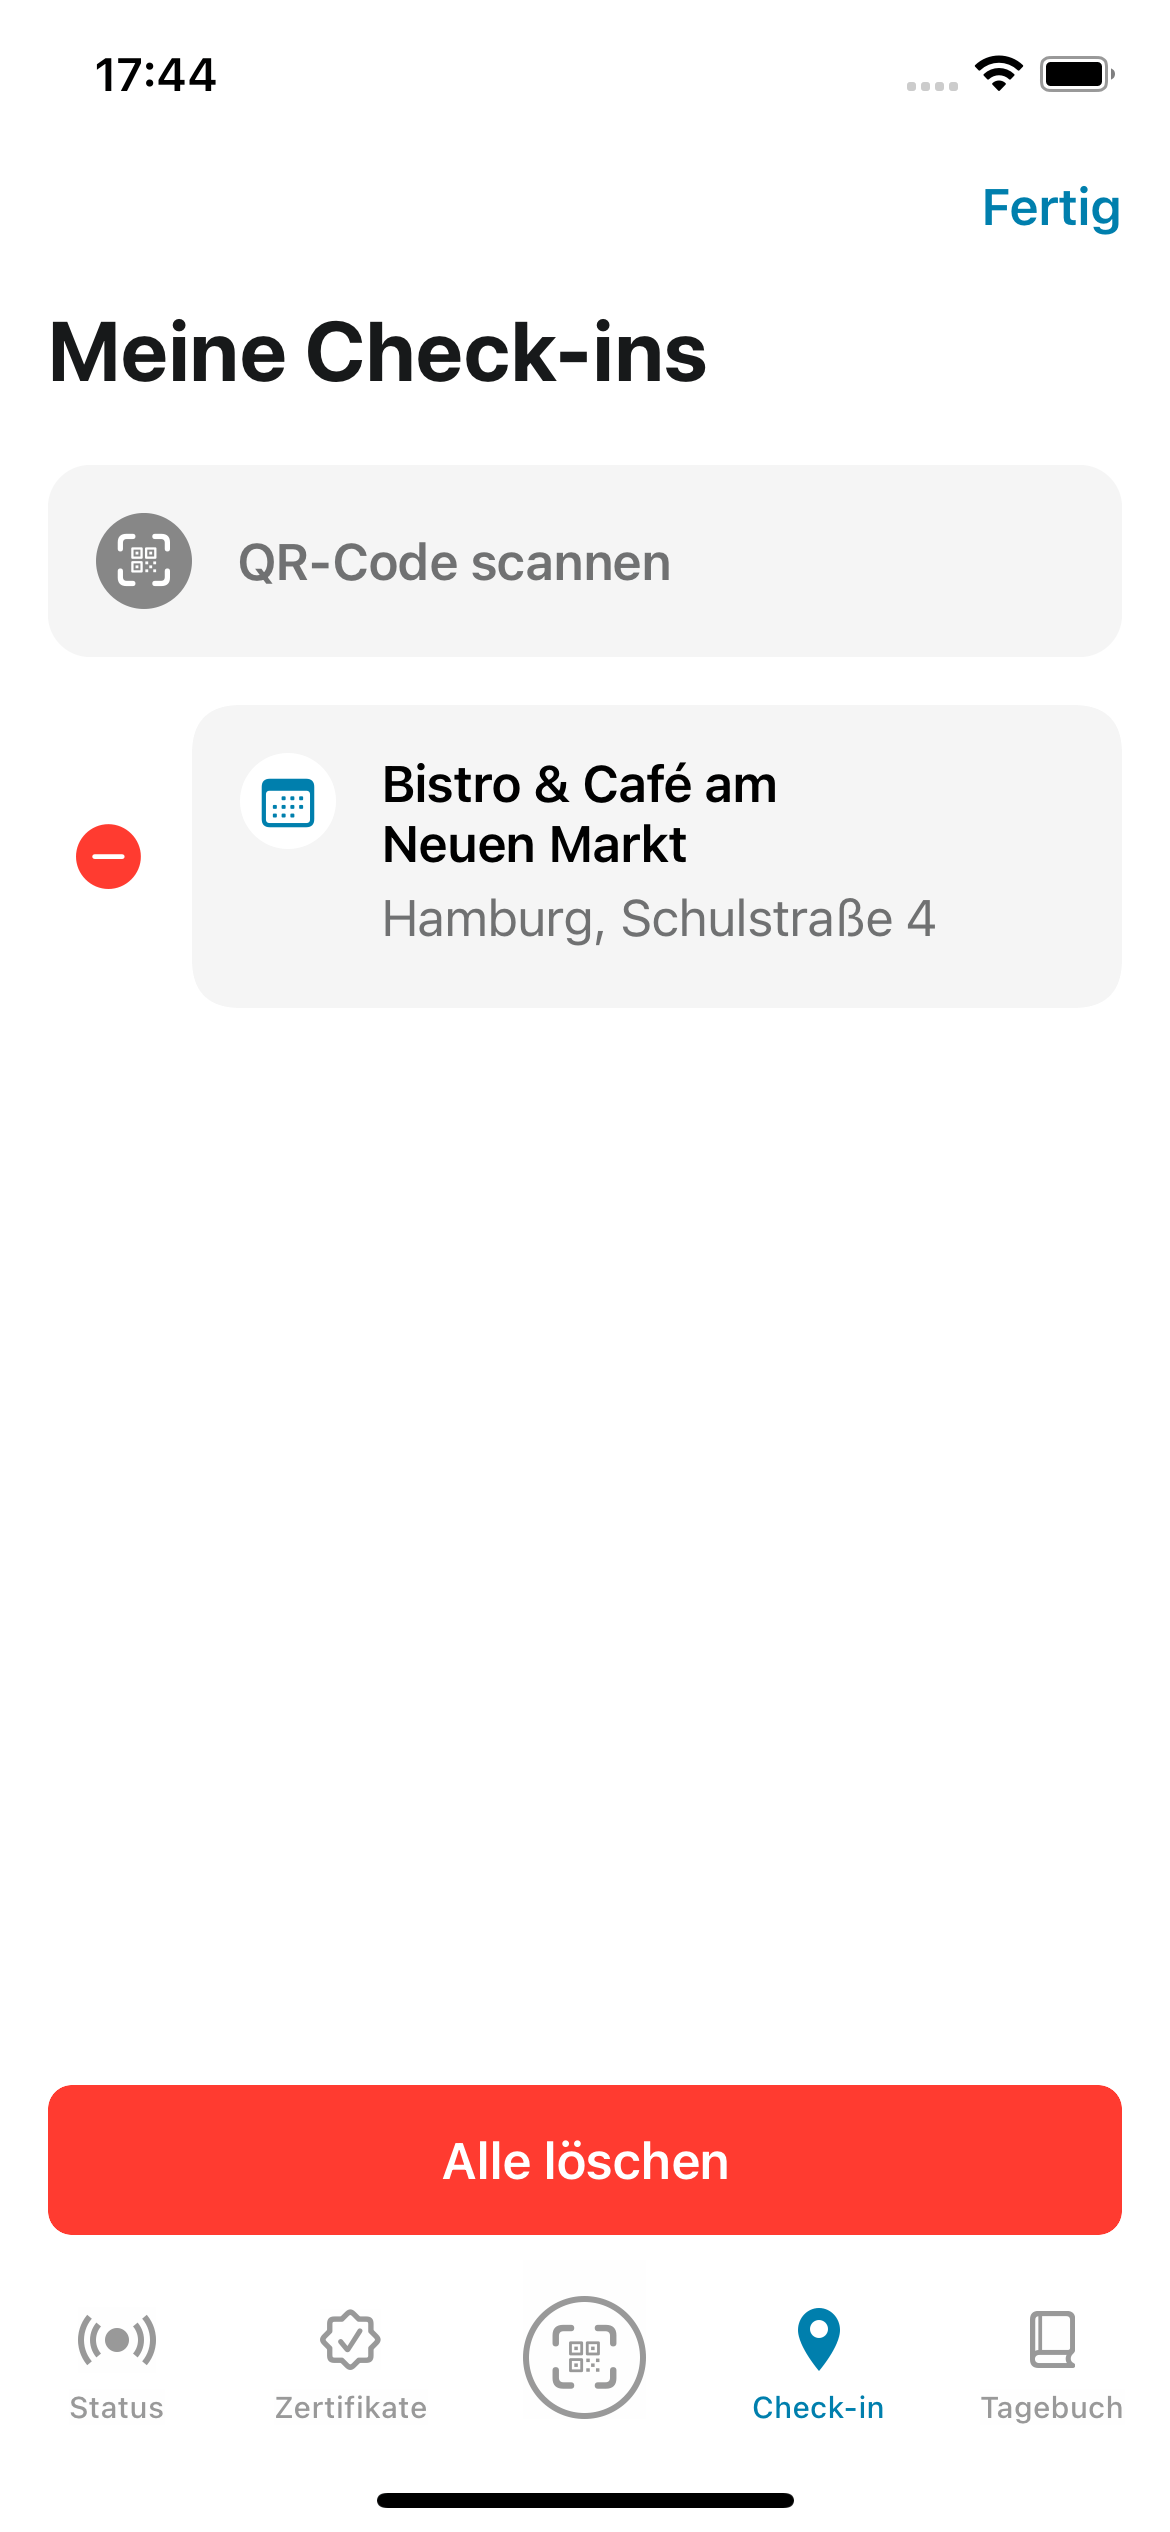 17:44
Fertig
Meine Check-ins
QR-Code scannen
Bistro & Café am
Neuen Markt
Hamburg, Schulstraße 4
Alle löschen
Status
Zertifikate
Check-in
Tagebuch